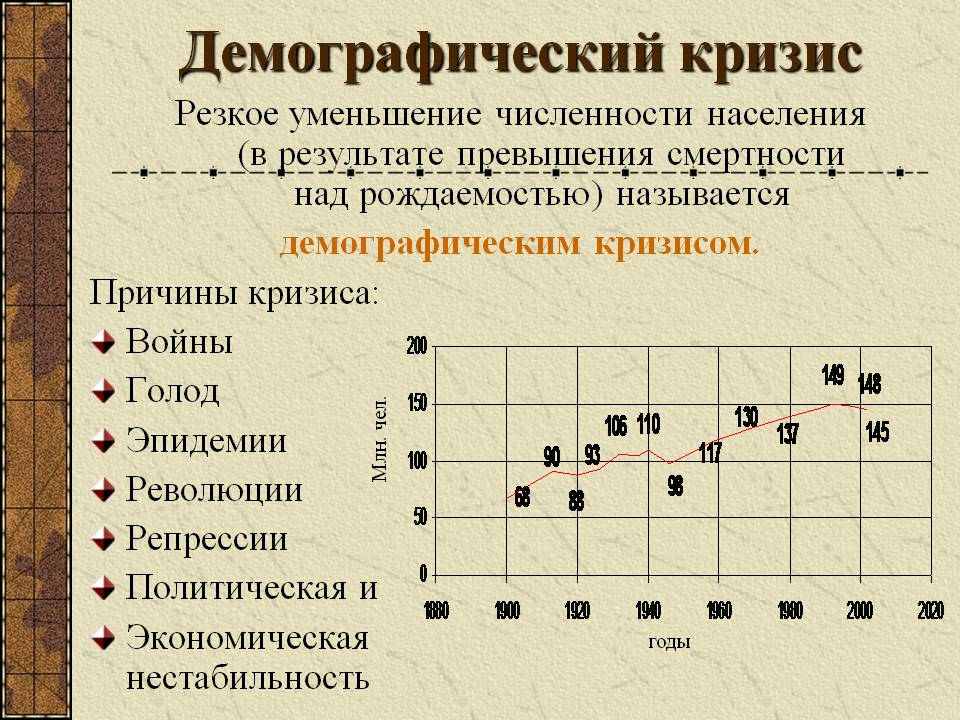 Демографический кризис
Резкое уменьшение численности населения
(в результате превышения смертности
над рождаемостью) называется
демографическим кризисом.
Причины кризиса:
Войны
Голод
Эпидемии
Революции
Репрессии
Политическая и
Экономическая
нестабильность
Млн. чел.
200
150
100
50
0
68
90
88
93
106
110
98
117
130
137
149
148
145
1880 1900 1920 1940 1960 1980 2000 2020
годы